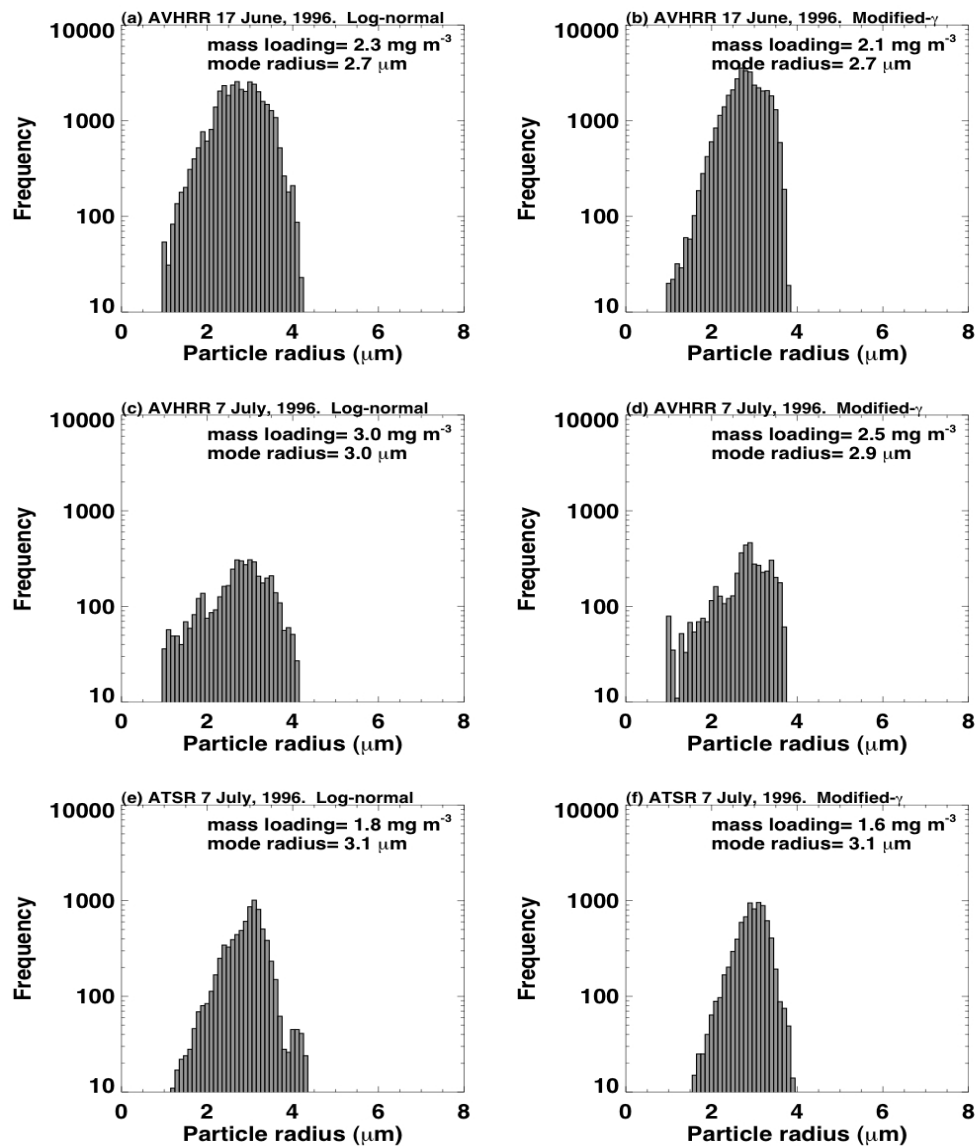 (a) AVHRR 17 June, 1996. Log-normal
mass loading= 2.3 mg m-3
mode radius= 2.7 μm
10000
1000
100
10
Frequency
0 2 4 6 8
Particle radius (μm)
(b) AVHRR 17 June, 1996. Modified-γ
mass loading= 2.1 mg m-3
mode radius= 2.7 μm
10000
1000
100
10
Frequency
0 2 4 6 8
Particle radius (μm)
(c) AVHRR 7 July, 1996. Log-normal
mass loading= 3.0 mg m-3
mode radius= 3.0 μm
10000
1000
100
10
Frequency
0 2 4 6 8
Particle radius (μm)
(d) AVHRR 7 July, 1996. Modified-γ
mass loading= 2.5 mg m-3
mode radius= 2.9 μm
10000
1000
100
10
Frequency
0 2 4 6 8
Particle radius (μm)
(e) ATSR 7 July, 1996. Log-normal
mass loading= 1.8 mg m-3
mode radius= 3.1 μm
10000
1000
100
10
Frequency
0 2 4 6 8
Particle radius (μm)
(f) ATSR 7 July, 1996. Modified-γ
mass loading= 1.6 mg m-3
mode radius= 3.1 μm
10000
1000
100
10
Frequency
0 2 4 6 8
Particle radius (μm)